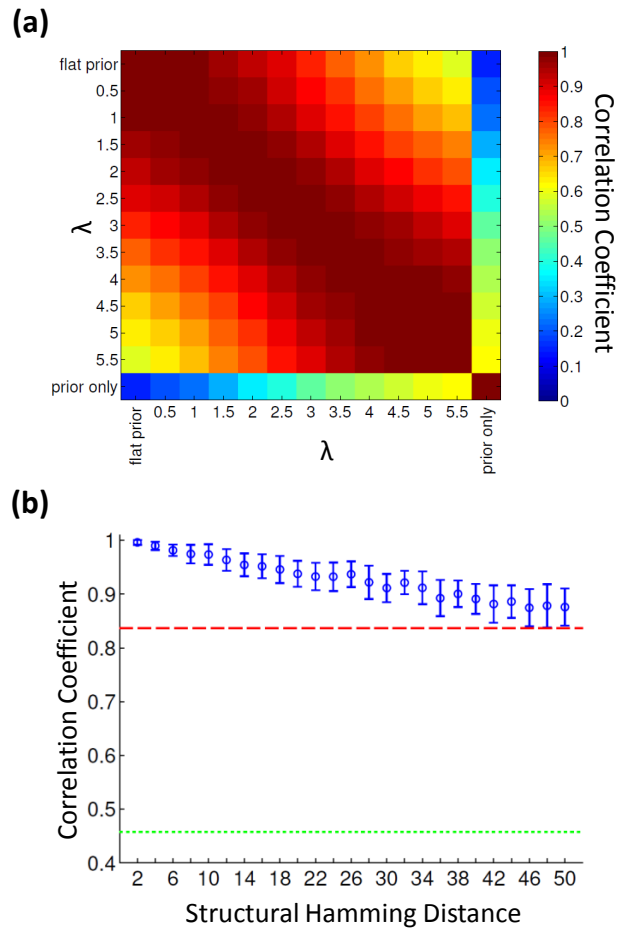 (a)
flat prior
0.5
1
1.5
2
2.5
3
3.5
4
4.5
5
5.5
prior only
λ
flat prior 0.5 1 1.5 2 2.5 3 3.5 4 4.5 5 5.5 prior only
λ
1
0.9
0.8
0.7
0.6
0.5
0.4
0.3
0.2
0.1
0
Correlation Coefficient
(b)
1
0.9
0.8
0.7
0.6
0.5
0.4
Correlation Coefficient
2 6 10 14 18 22 26 30 34 38 42 46 50
Structural Hamming Distance